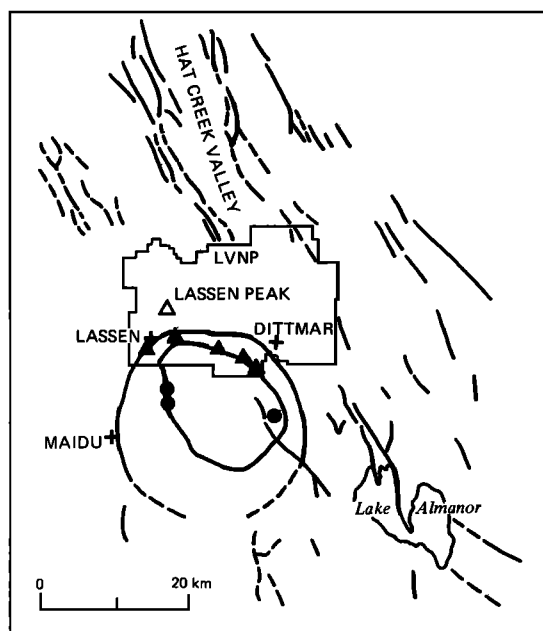 HAT CREEK VALLEY
LVNP
LASSEN PEAK
LASSEN
DITTMAR
MAIDU
Lake Almanor
0 20 km